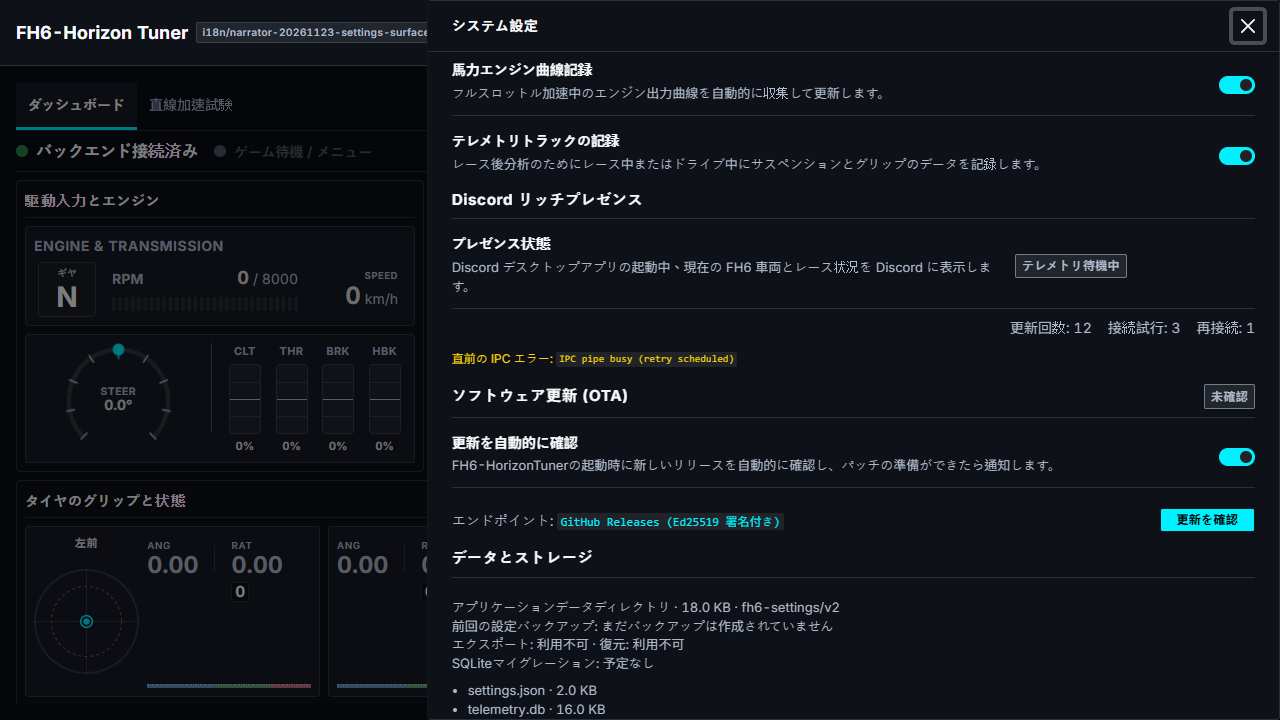 FH6-Horizon Tuner
i18n/narrator-20261123-settings-surface
ダッシュボード
直線加速試験
バックエンド接続済み
ゲーム待機 / メニュー
駆動入力とエンジン
ENGINE & TRANSMISSION
ギヤ
N
RPM
0 / 8000
SPEED
0 km/h
STEER
0.0°
CLT THR BRK HBK
0% 0% 0% 0%
タイヤのグリップと状態
左前
ANG
0.00
RAT
0.00
0
ANG
0.00
システム設定
馬力エンジン曲線記録
フルスロットル加速中のエンジン出力曲線を自動的に収集して更新します。
テレメトリトラックの記録
レース後分析のためにレース中またはドライブ中にサスペンションとグリップのデータを記録します。
Discord リッチプレゼンス
プレゼンス状態
Discord デスクトップアプリの起動中、現在の FH6 車両とレース状況を Discord に表示しま
す。
テレメトリ待機中
更新回数: 12 接続試行: 3 再接続: 1
直前の IPC エラー: IPC pipe busy (retry scheduled)
ソフトウェア更新 (OTA)
未確認
更新を自動的に確認
FH6-HorizonTunerの起動時に新しいリリースを自動的に確認し、パッチの準備ができたら通知します。
エンドポイント: GitHub Releases (Ed25519 署名付き)
更新を確認
データとストレージ
アプリケーションデータディレクトリ · 18.0 KB · fh6-settings/v2
前回の設定バックアップ: まだバックアップは作成されていません
エクスポート: 利用不可 · 復元: 利用不可
SQLiteマイグレーション: 予定なし
• settings.json · 2.0 KB
• telemetry.db · 16.0 KB